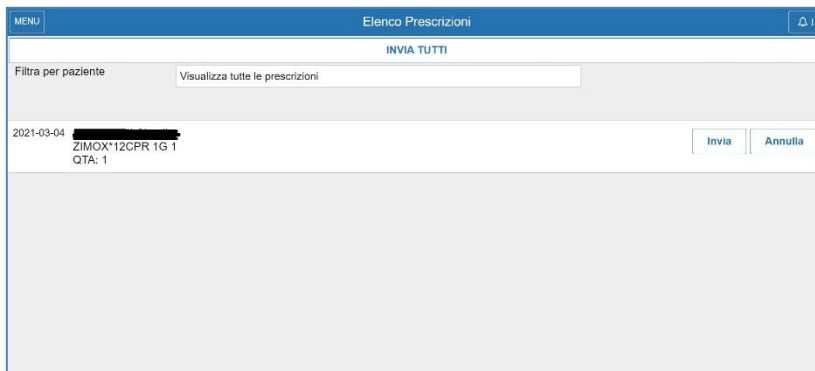 MENU
Elenco Prescrizioni
INVIA TUTTI
Filtra per paziente
Visualizza tutte le prescrizioni
2021-03-04
ZIMOX*12CPR 1G 1
QTA: 1
Invia
Annulla